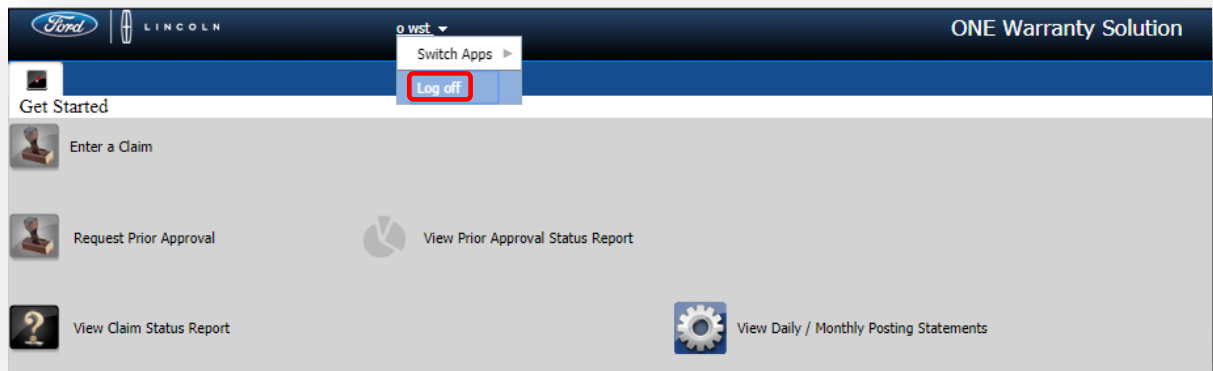 Ford LINCOLN o wst ONE Warranty Solution
Switch Apps
Log off
Get Started
Enter a Claim
Request Prior Approval View Prior Approval Status Report
View Claim Status Report View Daily / Monthly Posting Statements